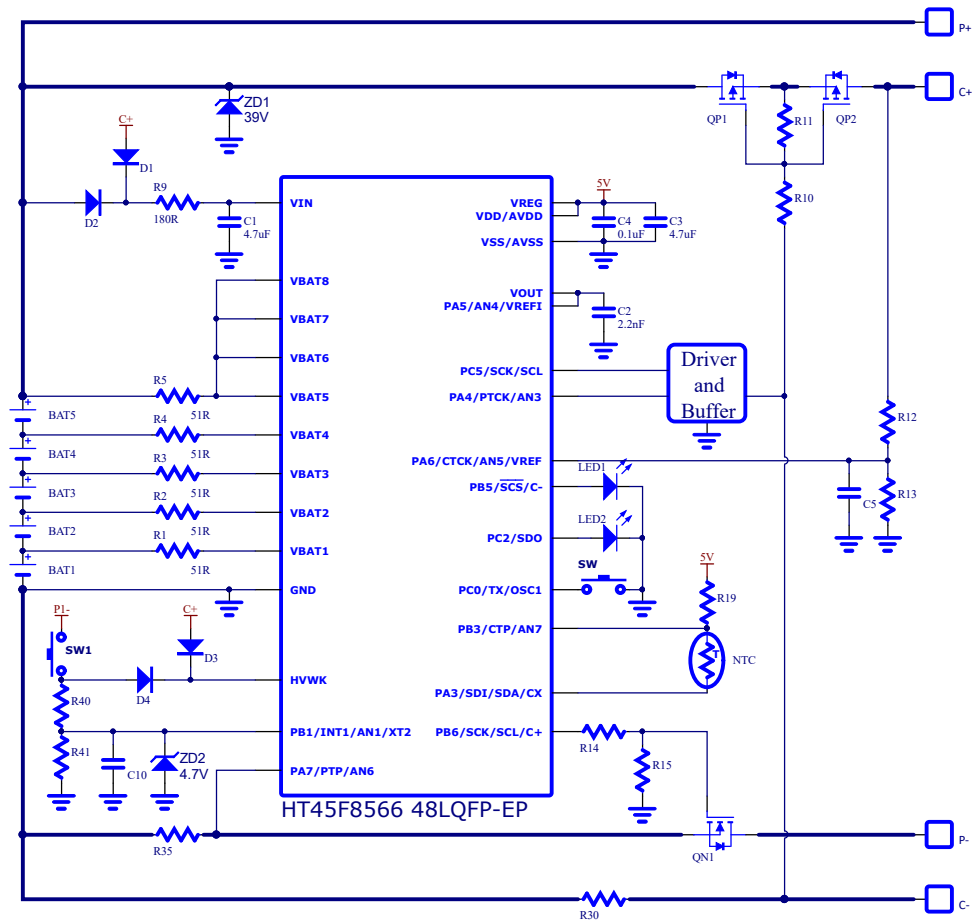 P+
C+
ZD1
39V
QP1
QP2
R11
C+
D1
D2
R9
180R
C1
4.7uF
R10
5V
C4
0.1uF
C3
4.7uF
VIN
VREG
VDD/AVDD
VSS/AVSS
VBAT8
VOUT
PA5/AN4/VREFI
C2
2.2nF
VBAT7
VBAT6
PC5/SCK/SCL
Driver
and
Buffer
R5
51R
VBAT5
PA4/PTCK/AN3
BAT5
R4
51R
VBAT4
R12
BAT4
R3
51R
VBAT3
PA6/CTCK/AN5/VREF
LED1
BAT3
R2
51R
VBAT2
PB5/SCS/C-
C5
R13
BAT2
R1
51R
VBAT1
PC2/SDO
LED2
BAT1
GND
PC0/TX/OSC1
SW
5V
R19
P1-
C+
SW1
D3
PB3/CTP/AN7
T
NTC
D4
HVWK
PA3/SDI/SDA/CX
R40
PB1/INT1/AN1/XT2
PB6/SCK/SCL/C+
R14
R41
C10
ZD2
4.7V
PA7/PTP/AN6
R15
HT45F8566 48LQFP-EP
R35
QN1
P-
R30
C-
+
+
+
+
+